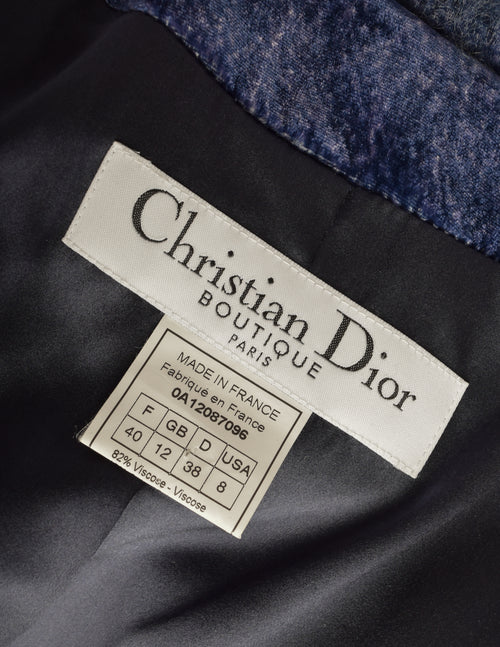 Christian Dior
BOUTIQUE
PARIS
MADE IN FRANCE
Fabriqué en France
0A12087096
F GB D USA
40 12 38 8
82% Viscose - Viscose